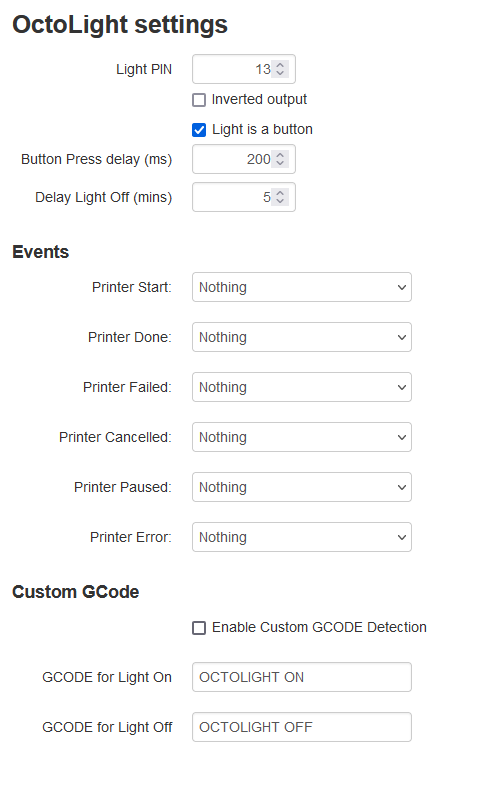 OctoLight settings
Light PIN 13
Inverted output
Light is a button
Button Press delay (ms) 200
Delay Light Off (mins) 5
Events
Printer Start: Nothing
Printer Done: Nothing
Printer Failed: Nothing
Printer Cancelled: Nothing
Printer Paused: Nothing
Printer Error: Nothing
Custom GCode
Enable Custom GCODE Detection
GCODE for Light On OCTOLIGHT ON
GCODE for Light Off OCTOLIGHT OFF